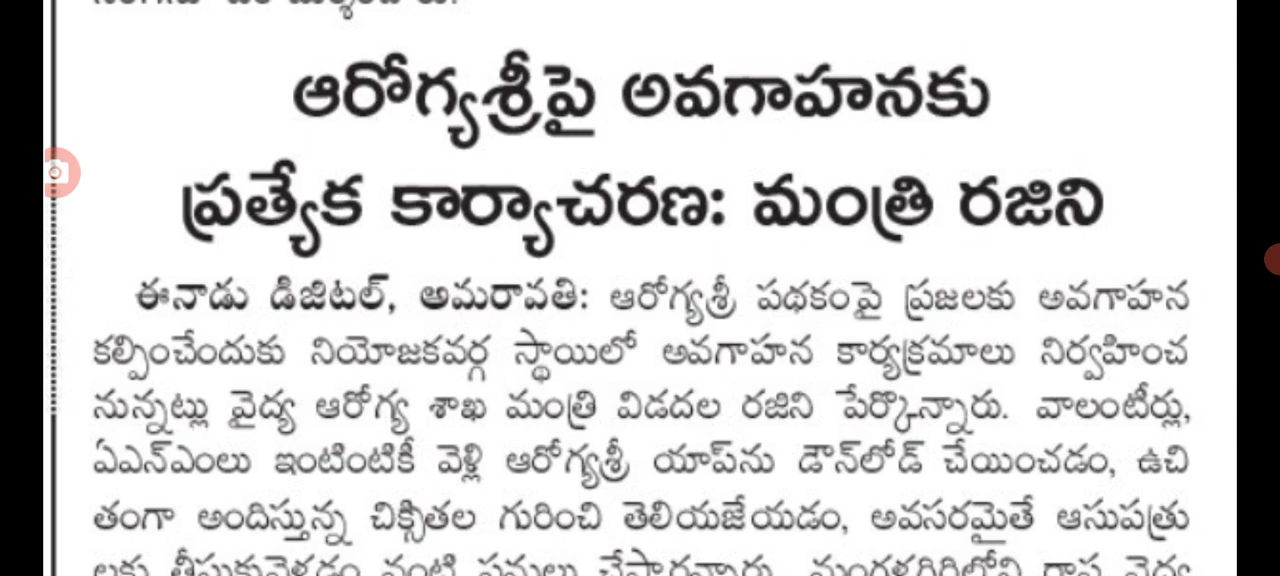 ఆరోగ్యశ్రీపై అవగాహనకు
ప్రత్యేక కార్యాచరణ: మంత్రి రజిని
ఈనాడు డిజిటల్, అమరావతి: ఆరోగ్యశ్రీ పథకంపై ప్రజలకు అవగాహన
కల్పించేందుకు నియోజకవర్గ స్థాయిలో అవగాహన కార్యక్రమాలు నిర్వహించ
నున్నట్లు వైద్య ఆరోగ్య శాఖ మంత్రి విడదల రజిని పేర్కొన్నారు. వాలంటీర్లు,
ఏఎన్ఎంలు ఇంటింటికీ వెళ్లి ఆరోగ్యశ్రీ యాప్‌ను డౌన్‌లోడ్ చేయించడం, ఉచి
తంగా అందిస్తున్న చికిత్సల గురించి తెలియజేయడం, అవసరమైతే ఆసుపత్రు